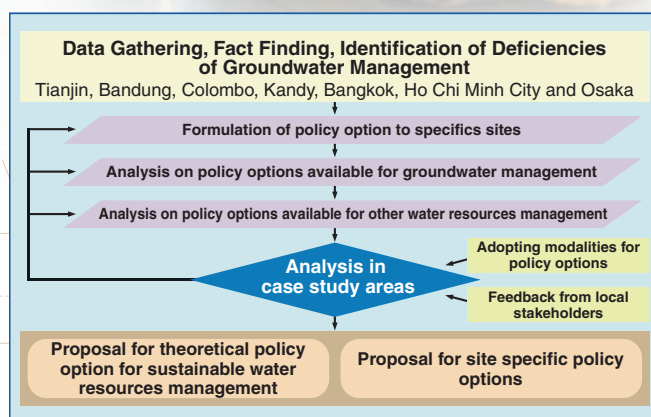 Data Gathering, Fact Finding, Identification of Deficiencies
of Groundwater Management
Tianjin, Bandung, Colombo, Kandy, Bangkok, Ho Chi Minh City and Osaka
Formulation of policy option to specifics sites
Analysis on policy options available for groundwater management
Analysis on policy options available for other water resources management
Analysis in
case study areas
Adopting modalities for
policy options
Feedback from local
stakeholders
Proposal for theoretical policy
option for sustainable water
resources management
Proposal for site specific policy
options